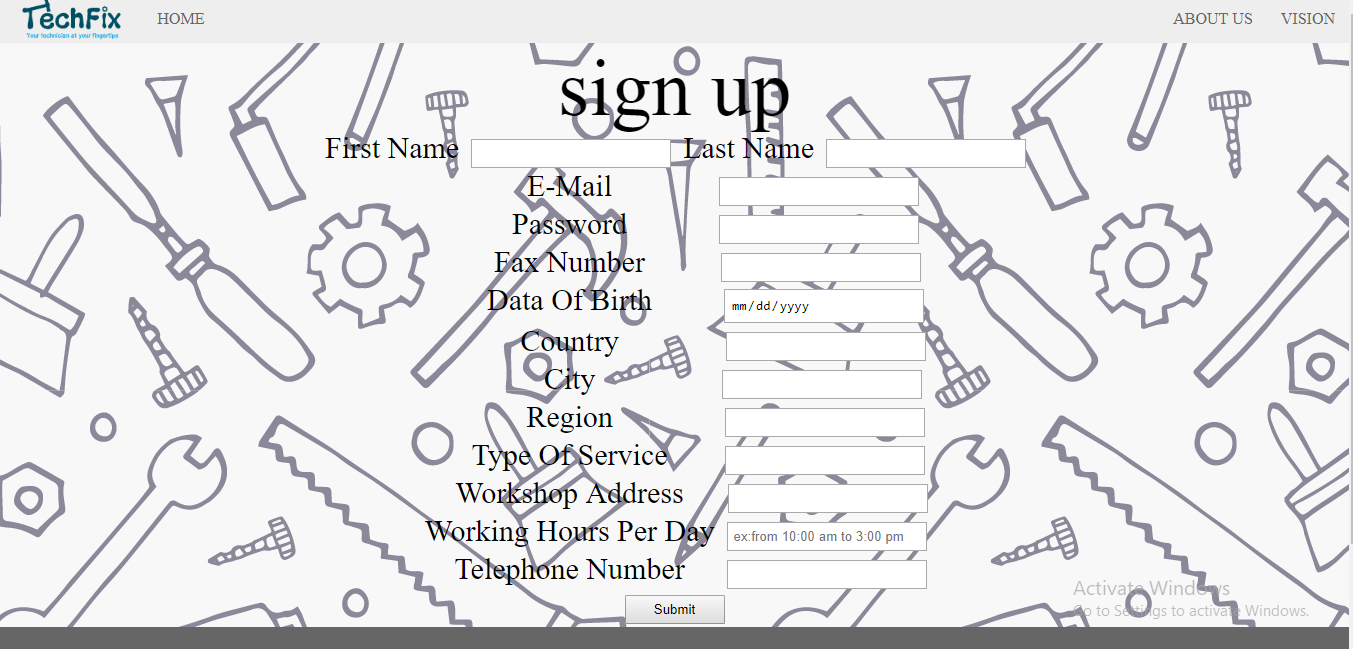 TechFix
Your technician at your fingertips
HOME ABOUT US VISION
sign up
First Name Last Name
E-Mail
Password
Fax Number
Data Of Birth mm/dd/yyyy
Country
City
Region
Type Of Service
Workshop Address
Working Hours Per Day ex:from 10:00 am to 3:00 pm
Telephone Number
Submit
Activate Windows
Go to Settings to activate Windows.